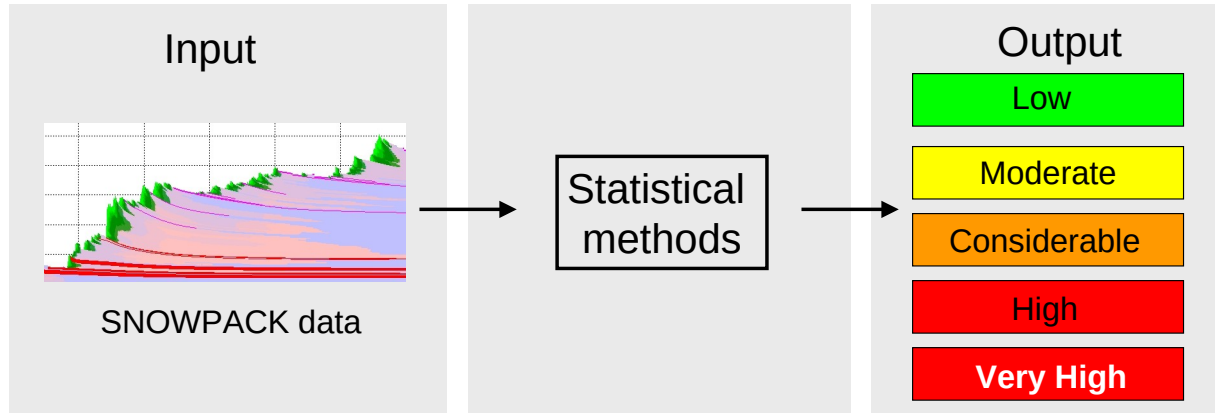 Input
SNOWPACK data
Statistical
methods
Output
Low
Moderate
Considerable
High
Very High